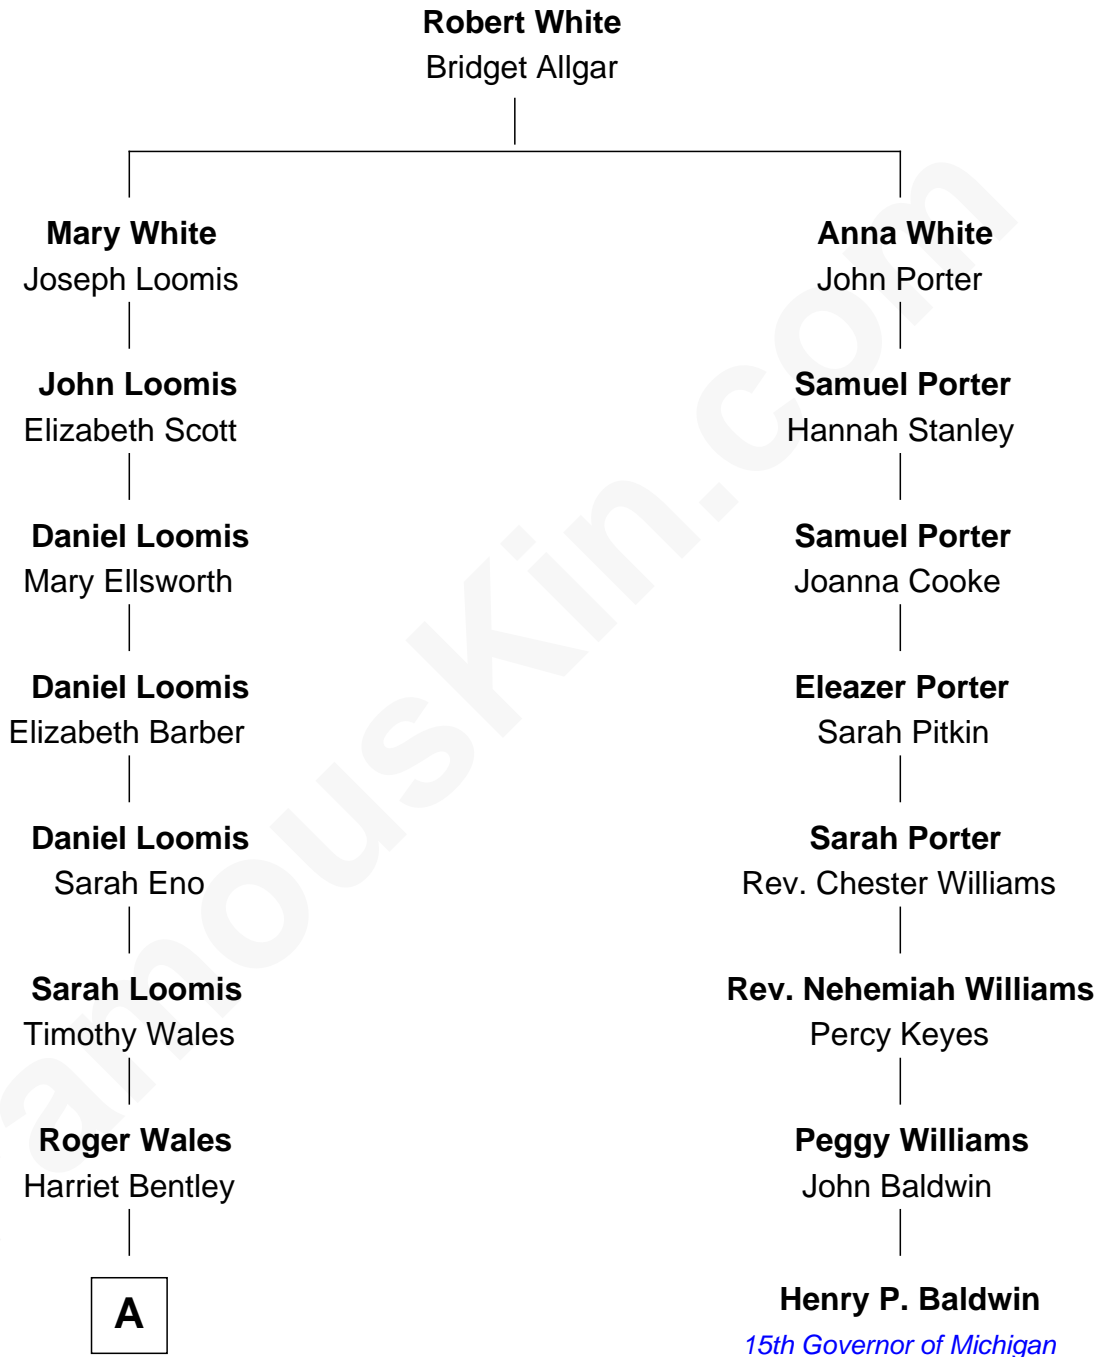 Robert White
Bridget Allgar
Mary White
Joseph Loomis
John Loomis
Elizabeth Scott
Daniel Loomis
Mary Ellsworth
Daniel Loomis
Elizabeth Barber
Daniel Loomis
Sarah Eno
Sarah Loomis
Timothy Wales
Roger Wales
Harriet Bentley
A
Anna White
John Porter
Samuel Porter
Hannah Stanley
Samuel Porter
Joanna Cooke
Eleazer Porter
Sarah Pitkin
Sarah Porter
Rev. Chester Williams
Rev. Nehemiah Williams
Percy Keyes
Peggy Williams
John Baldwin
Henry P. Baldwin
15th Governor of Michigan
amouskin.com